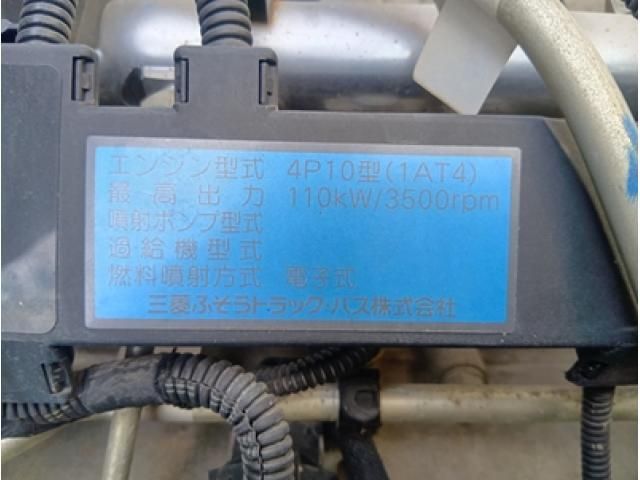 エンジン型式 4P10型(1AT4)
最高出力 110kW/3500rpm
噴射ポンプ型式
過給機型式
燃料噴射方式 電子式
三菱ふそうトラック・バス株式会社